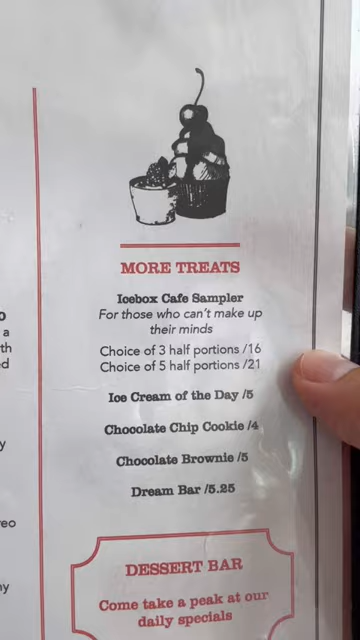 MORE TREATS
Icebox Cafe Sampler
For those who can't make up
their minds
Choice of 3 half portions /16
Choice of 5 half portions /21
Ice Cream of the Day /5
Chocolate Chip Cookie /4
Chocolate Brownie /5
Dream Bar /5.25
DESSERT BAR
Come take a peak at our
daily specials